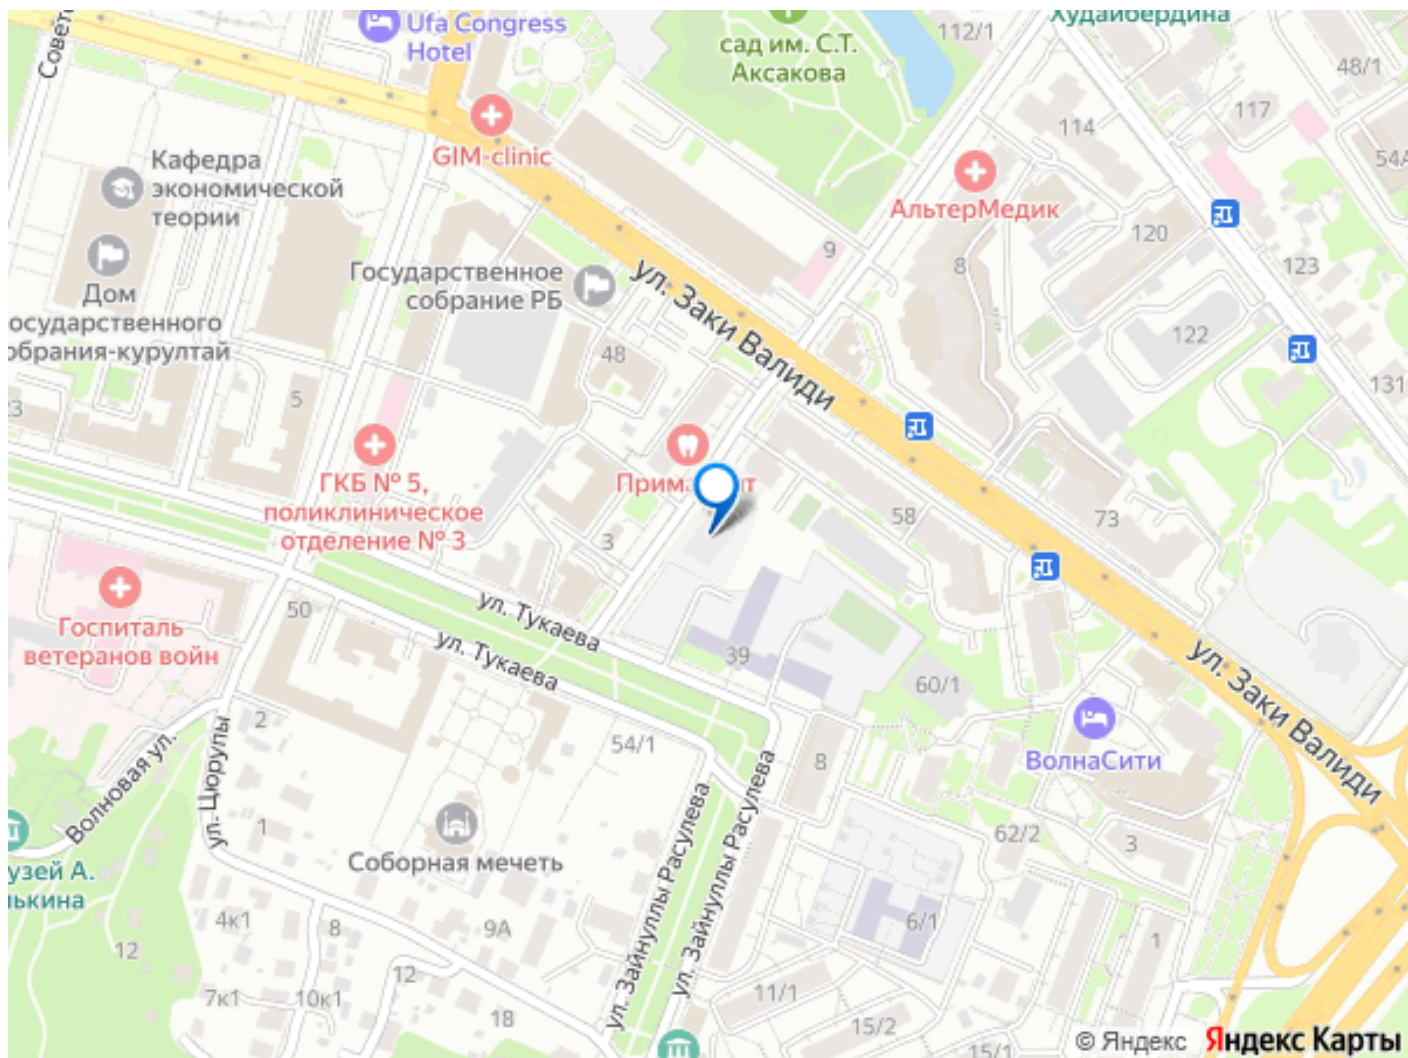 Худайбердина
Ufa Congress
Hotel
112/1
сад им. С.Т.
Аксакова
48/1
Совет
117
114
54А
GIM-clinic
Кафедра
экономической
теории
АльтерМедик
120
9
8
123
Государственное
собрание РБ
Дом
осударственного
обрания-курултай
ул. Заки Валиди
122
48
131
5
23
ГКБ № 5,
поликлиническое
отделение № 3
58
73
3
50
Госпиталь
ветеранов войн
ул. Тукаева
ул. Тукаева
39
60/1
ул. Заки Валиди
2
54/1
8
ВолнаСити
Волновая ул.
ул. Цюрупы
1
Соборная мечеть
62/2
3
узей А.
ькина
ул. Зайнуллы Расулева
ул. Зайнуллы Расулева
4к1
8
9А
6/1
1
12
12
7к1
10к1
18
11/1
15/2
15/1
© Яндекс Яндекс Карты